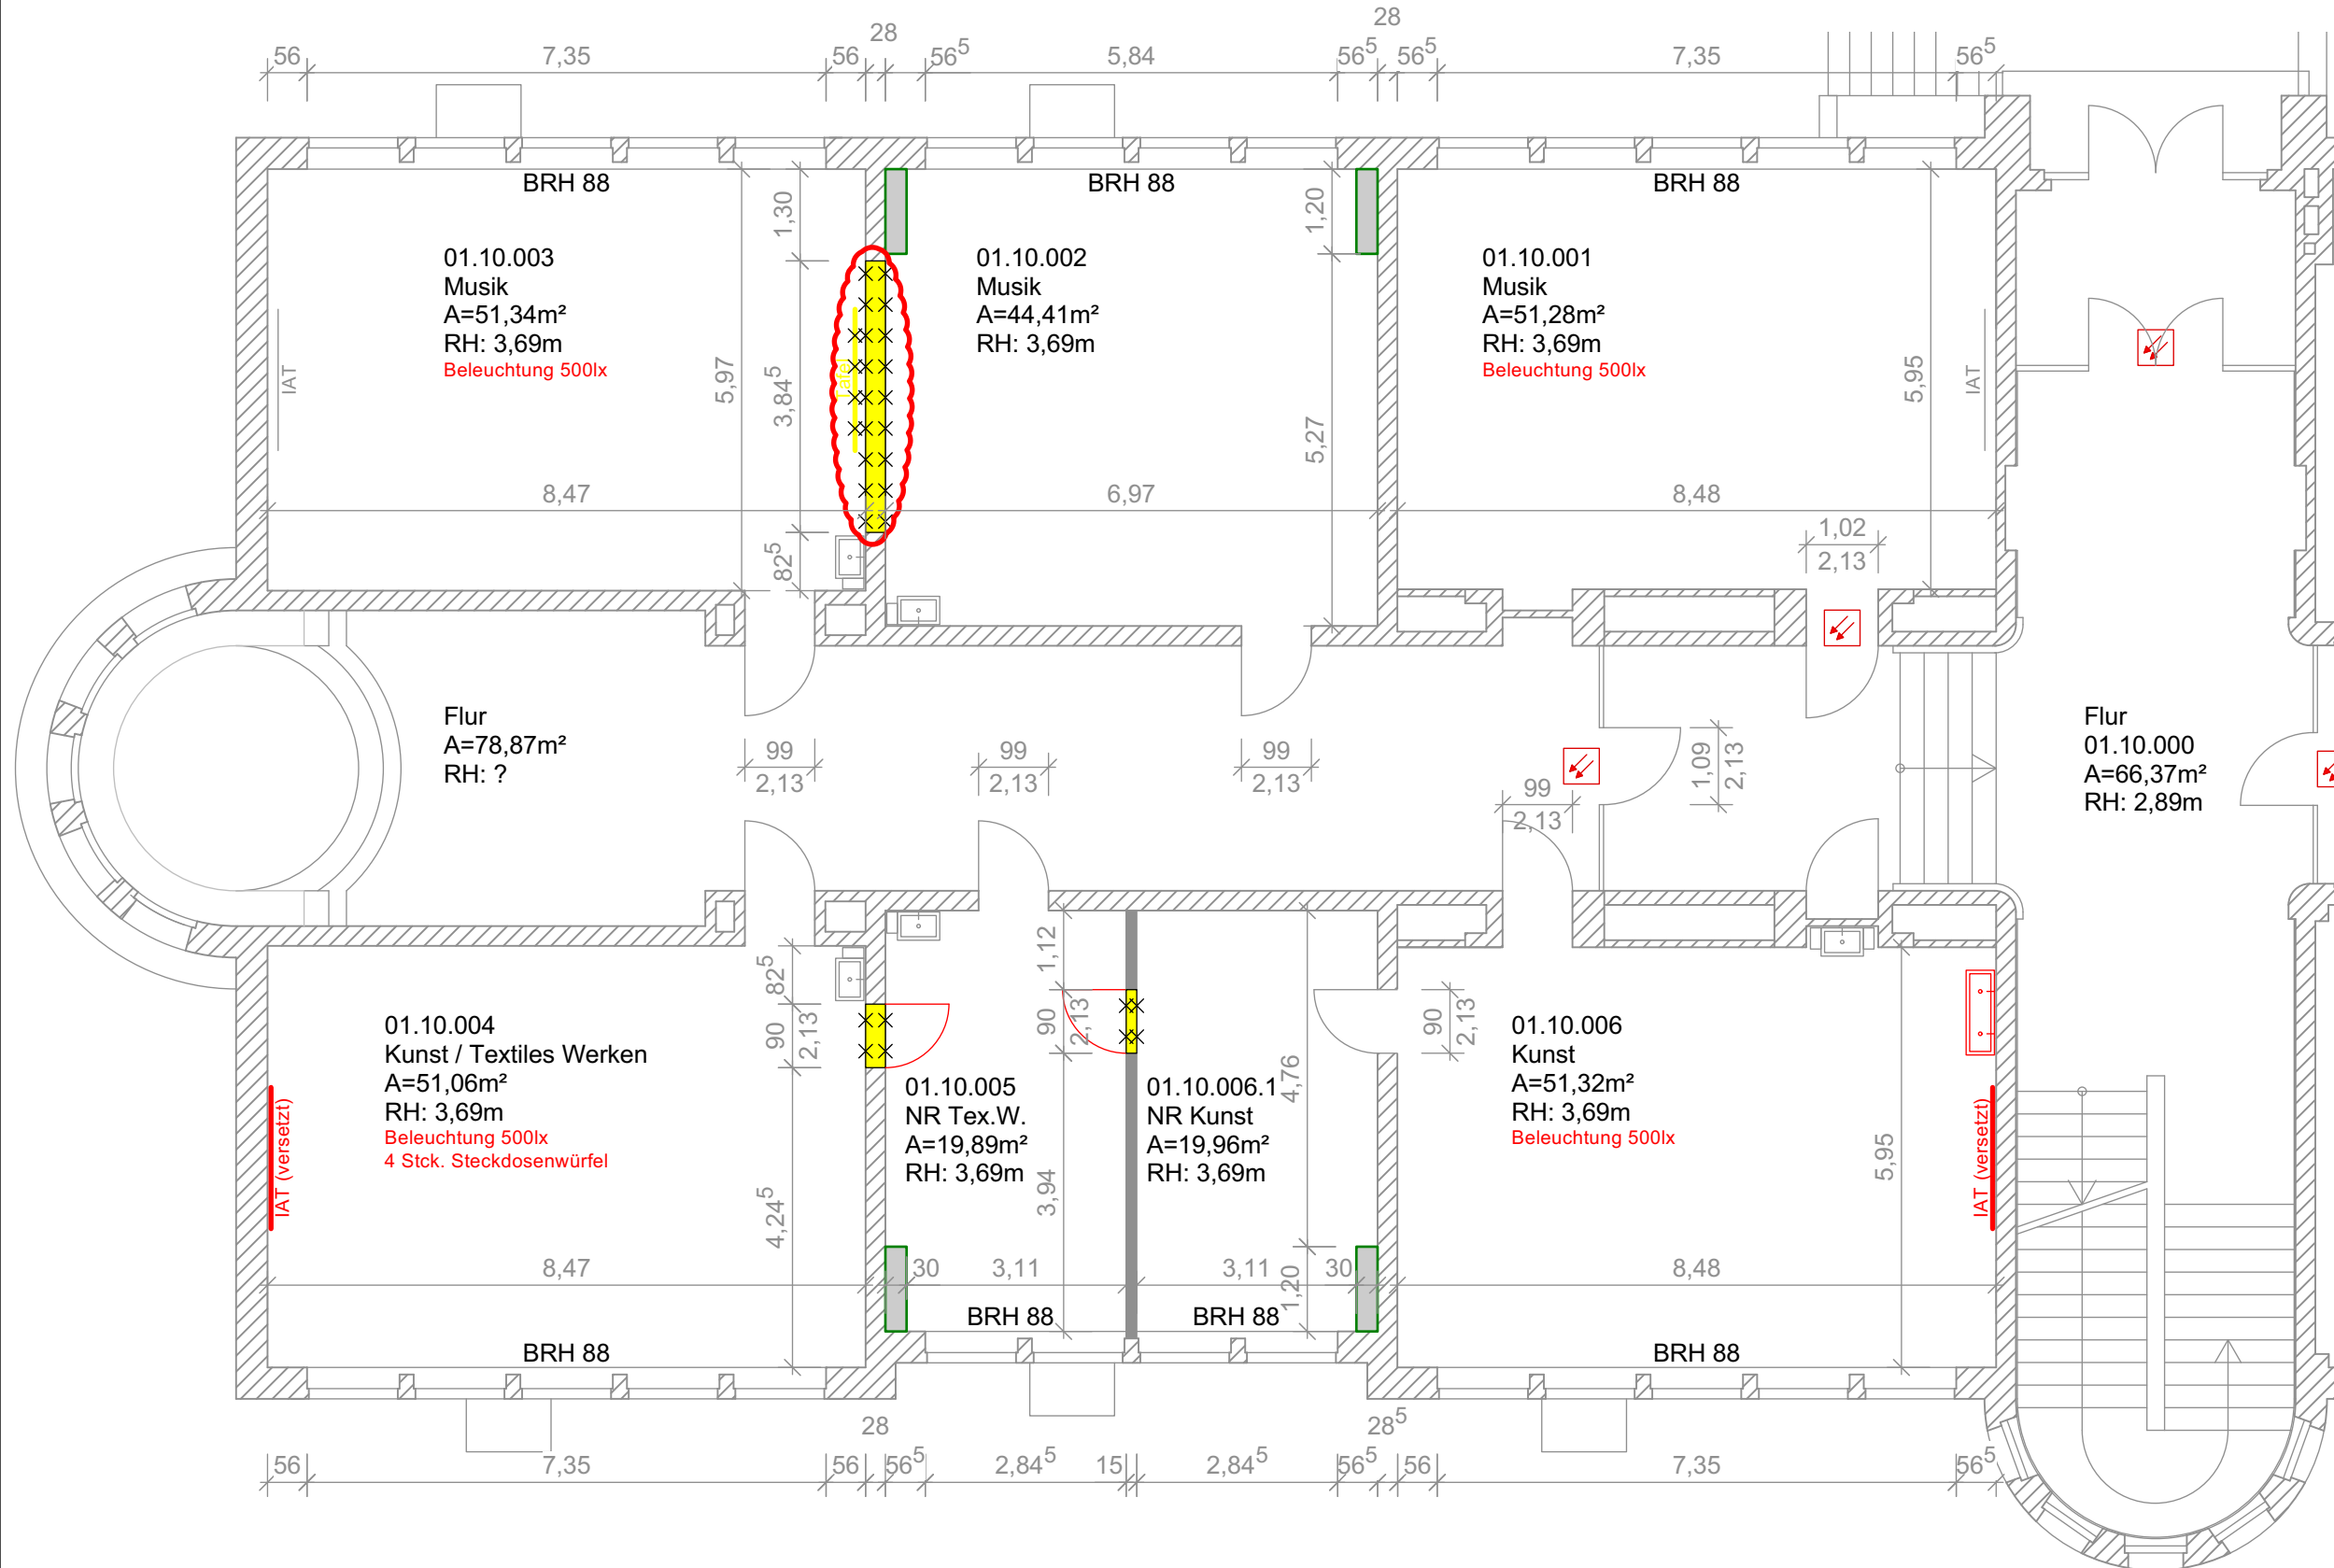 28
28
56
7,35
56
56⁵
5,84
56⁵
56⁵
7,35
56⁵
BRH 88
BRH 88
BRH 88
1,30
1,20
01.10.003
Musik
A=51,34m²
RH: 3,69m
Beleuchtung 500lx
01.10.002
Musik
A=44,41m²
RH: 3,69m
01.10.001
Musik
A=51,28m²
RH: 3,69m
Beleuchtung 500lx
IAT
5,97
3,84⁵
Tafel
5,27
5,95
IAT
8,47
6,97
8,48
82⁵
1,02
2,13
Flur
A=78,87m²
RH: ?
99
2,13
99
2,13
99
2,13
99
2,13
1,09
2,13
Flur
01.10.000
A=66,37m²
RH: 2,89m
82⁵
90
2,13
1,12
90
2,13
90
2,13
01.10.004
Kunst / Textiles Werken
A=51,06m²
RH: 3,69m
Beleuchtung 500lx
4 Stck. Steckdosenwürfel
IAT (versetzt)
01.10.005
NR Tex.W.
A=19,89m²
RH: 3,69m
01.10.006.1
NR Kunst
A=19,96m²
RH: 3,69m
4,76
01.10.006
Kunst
A=51,32m²
RH: 3,69m
Beleuchtung 500lx
IAT (versetzt)
4,24⁵
3,94
5,95
8,47
30
3,11
3,11
30
1,20
8,48
BRH 88
BRH 88
BRH 88
BRH 88
28
28⁵
56
7,35
56
56⁵
2,84⁵
15
2,84⁵
56⁵
56
7,35
56⁵